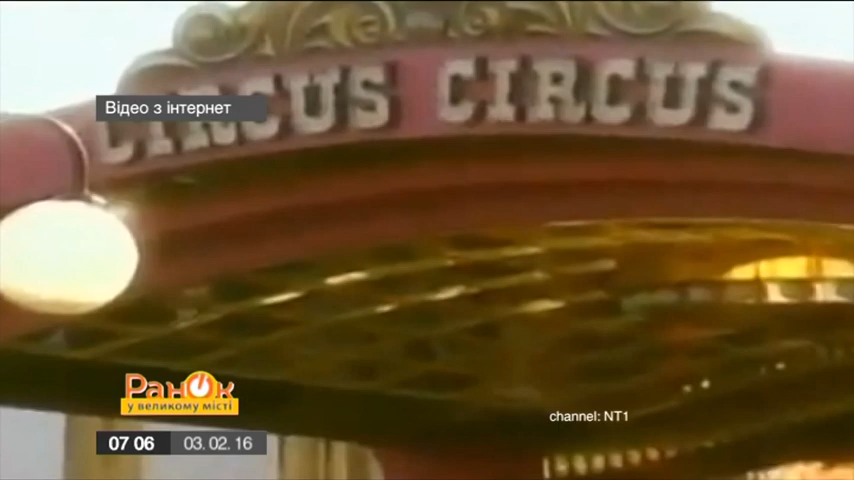 CIRCUS CIRCUS
Відео з інтернет
РанОк
у великому місті
channel: NT1
07 06 03. 02. 16